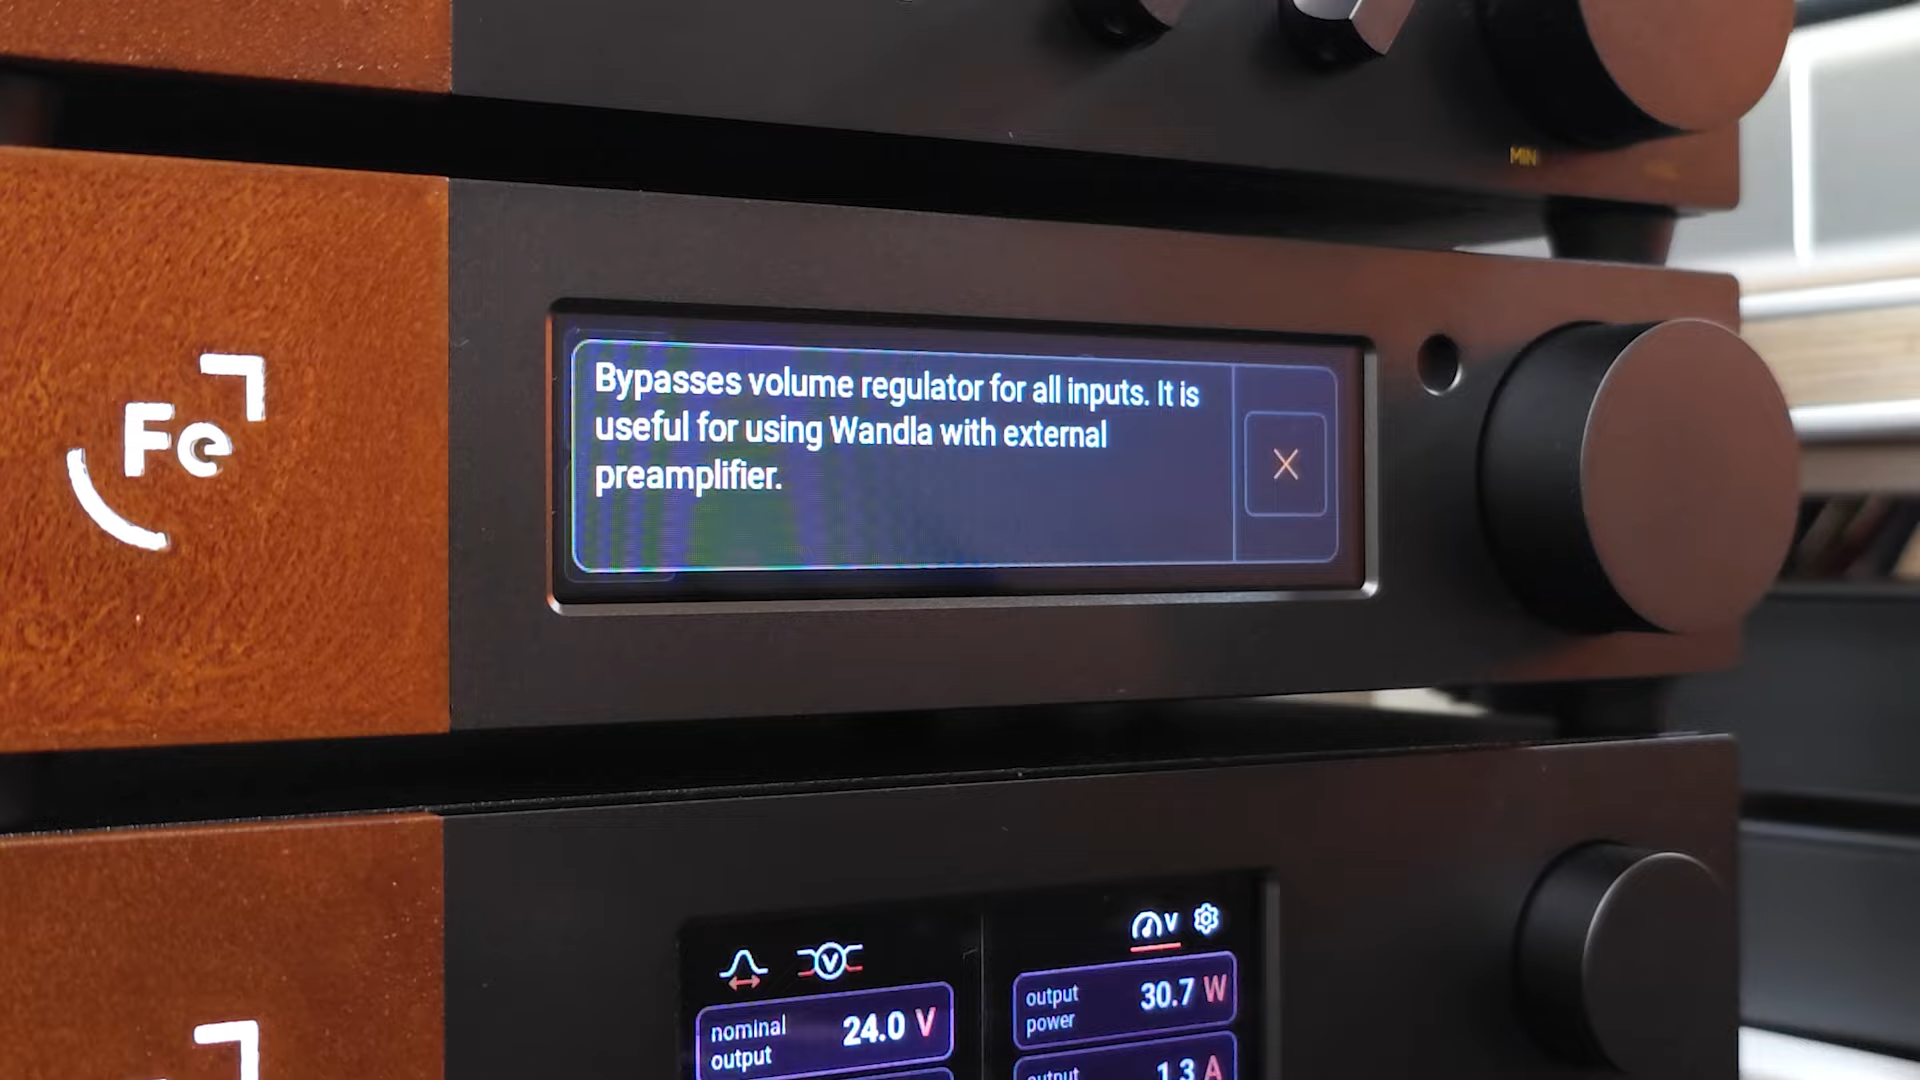 MIN
Fe
Bypasses volume regulator for all inputs. It is
useful for using Wandla with external
preamplifier.
X
V
V
nominal
output
24.0 V
output
power
30.7 W
output
1.3 A